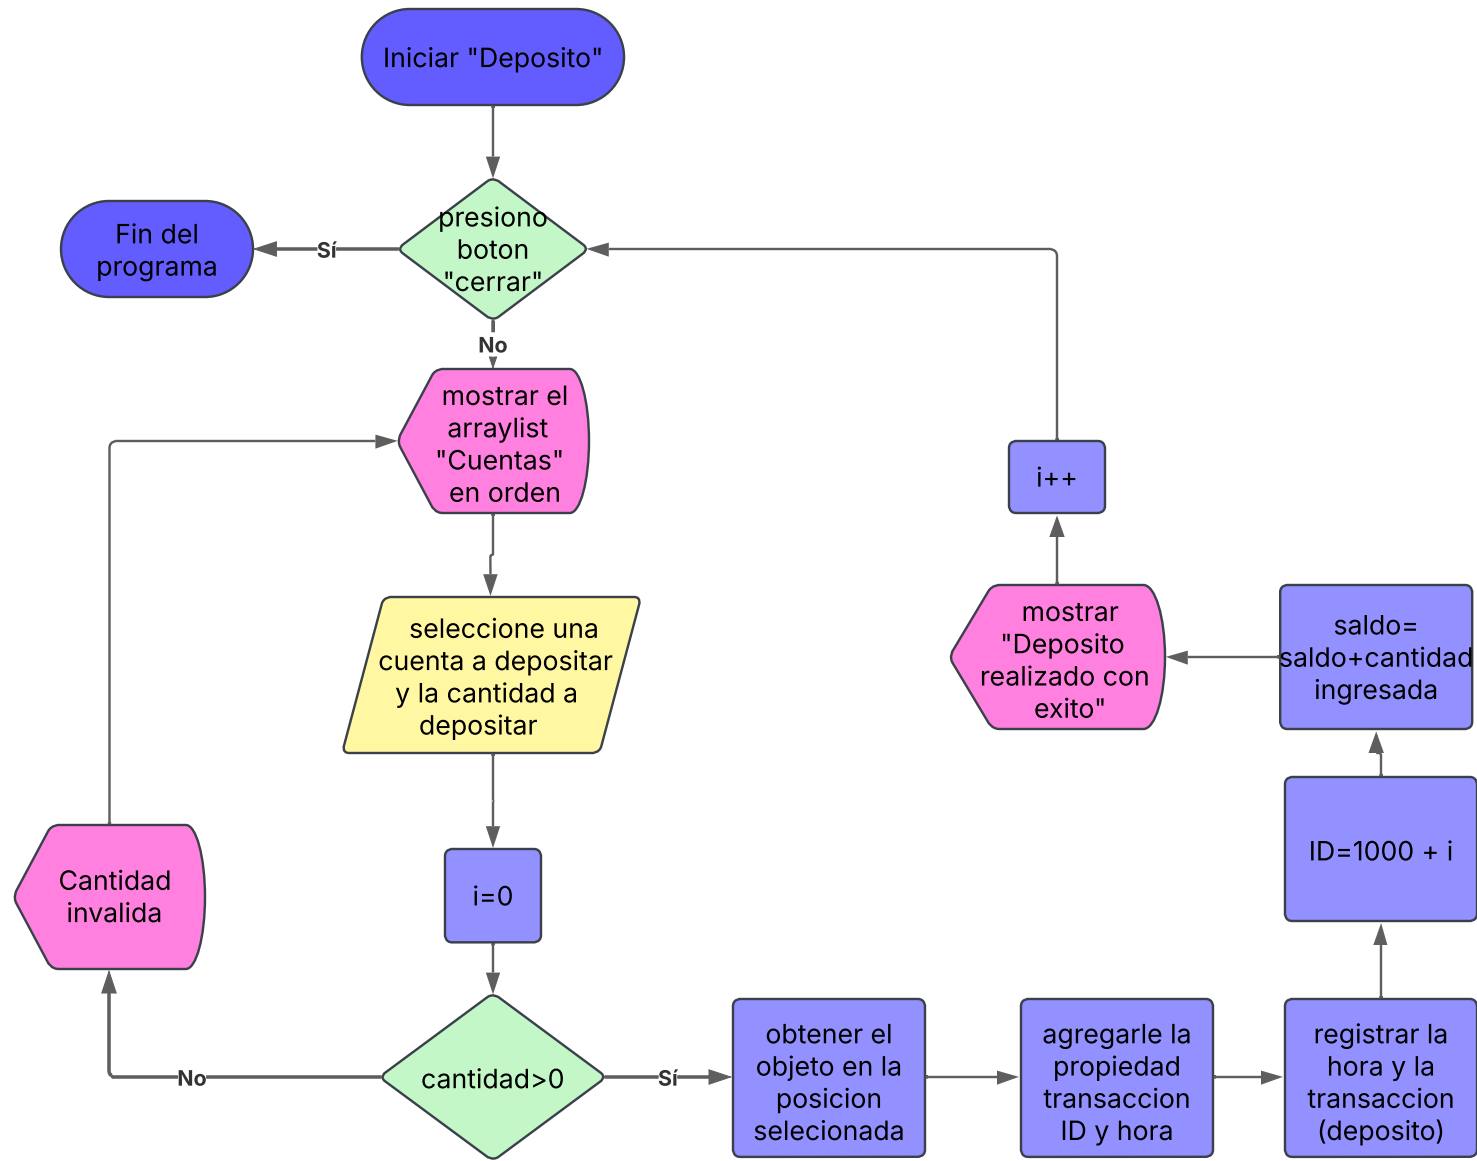 Iniciar "Deposito"
presiono
boton
"cerrar"
Sí
Fin del
programa
No
mostrar el
arraylist
"Cuentas"
en orden
seleccione una
cuenta a depositar
y la cantidad a
depositar
i=0
cantidad>0
No
Cantidad
invalida
Sí
obtener el
objeto en la
posicion
selecionada
agregarle la
propiedad
transaccion
ID y hora
registrar la
hora y la
transaccion
(deposito)
ID=1000 + i
saldo=
saldo+cantidad
ingresada
mostrar
"Deposito
realizado con
exito"
i++